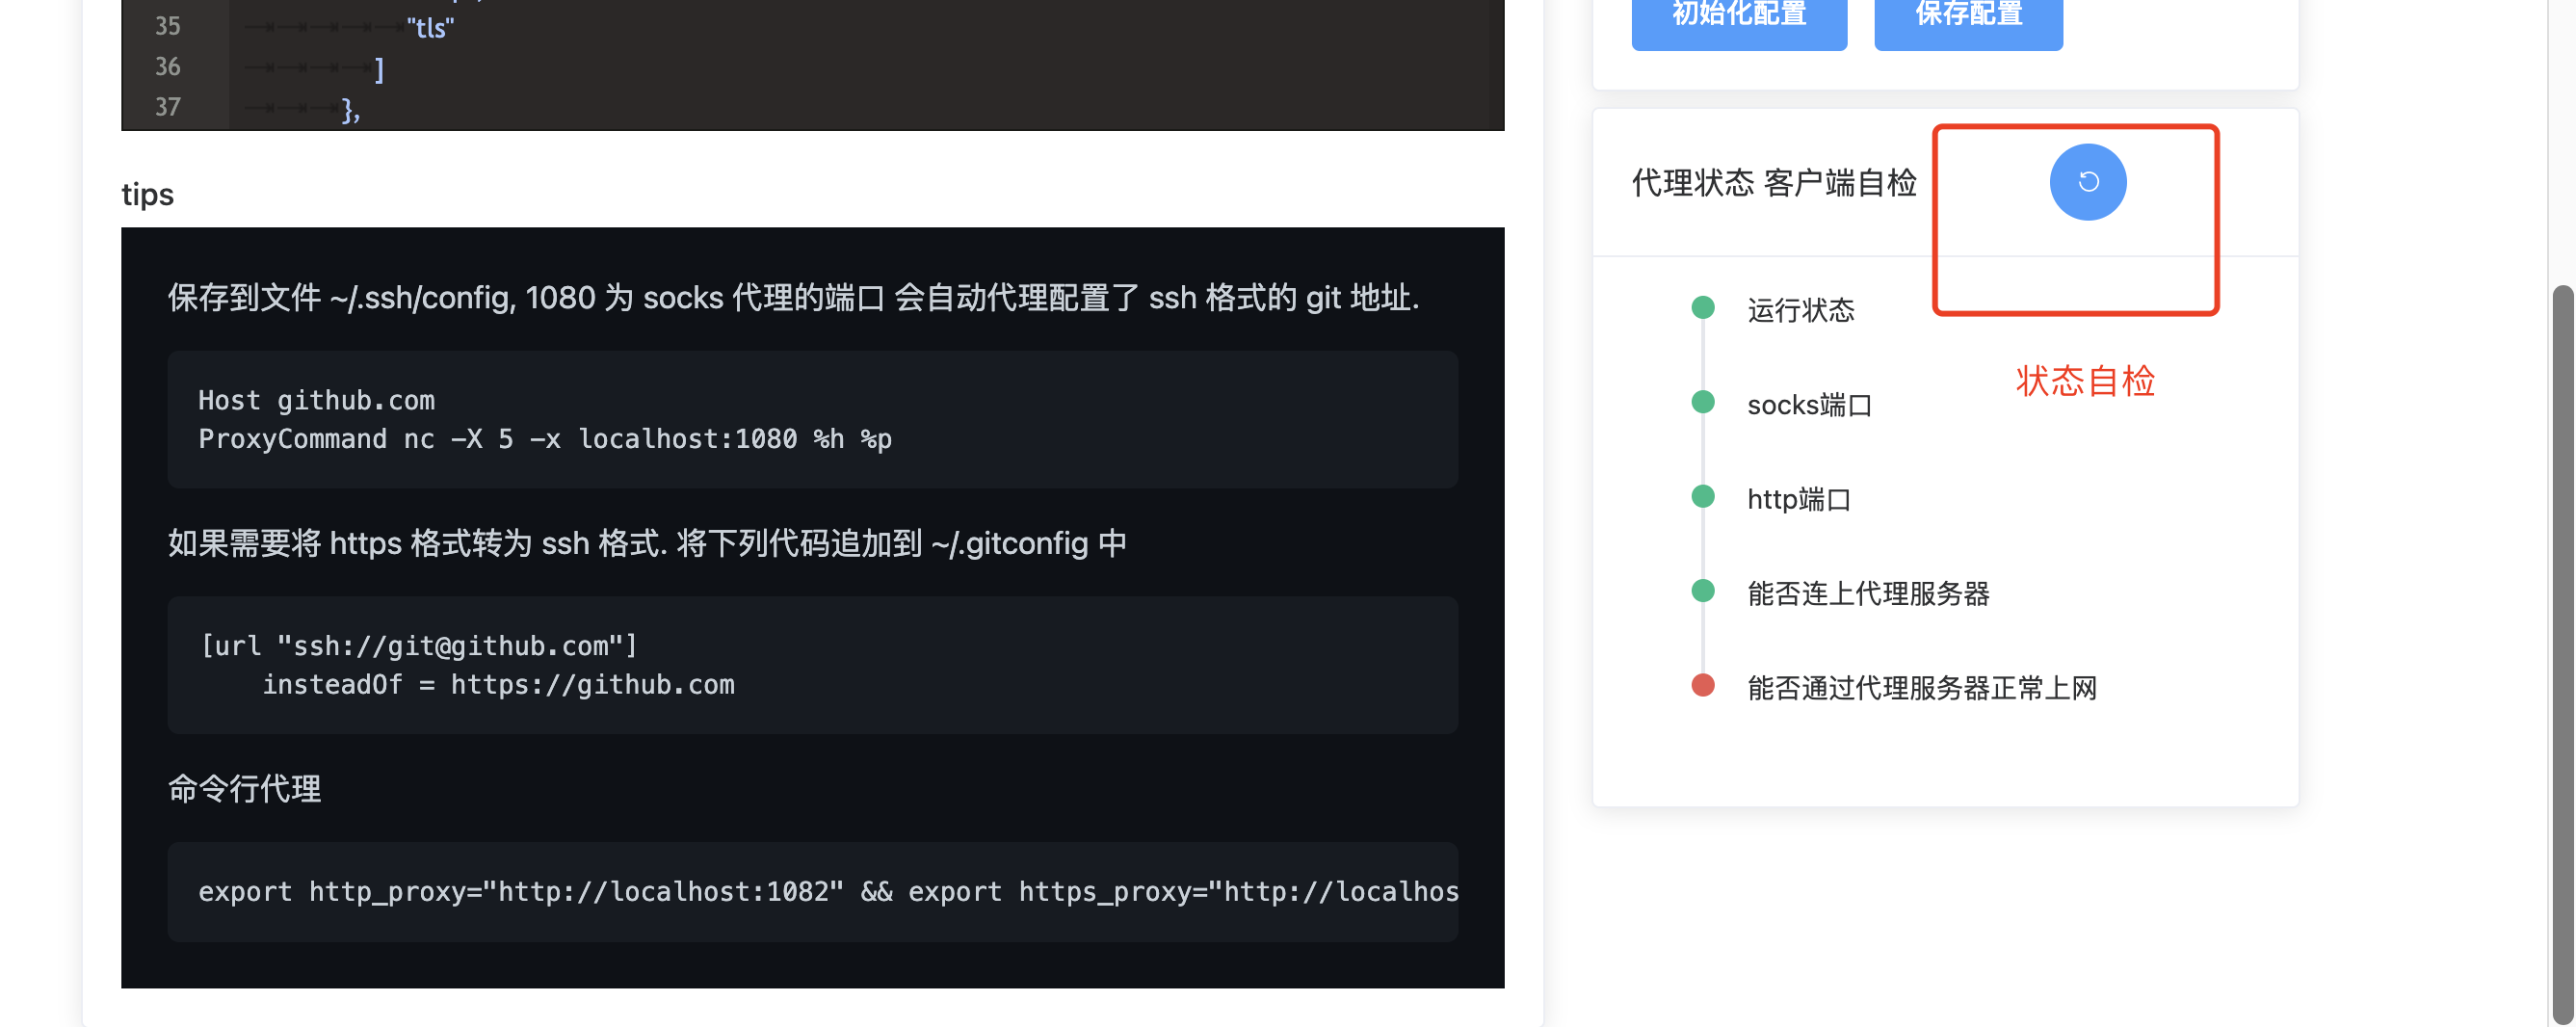 35 "tls"
36 ]
37 },
tips
保存到文件 ~/.ssh/config, 1080 为 socks 代理的端口 会自动代理配置了 ssh 格式的 git 地址.
Host github.com
ProxyCommand nc -X 5 -x localhost:1080 %h %p
如果需要将 https 格式转为 ssh 格式. 将下列代码追加到 ~/.gitconfig 中
[url "ssh://git@github.com"]
insteadOf = https://github.com
命令行代理
export http_proxy="http://localhost:1082" && export https_proxy="http://localhos
初始化配置
保存配置
代理状态 客户端自检
运行状态
状态自检
socks端口
http端口
能否连上代理服务器
能否通过代理服务器正常上网